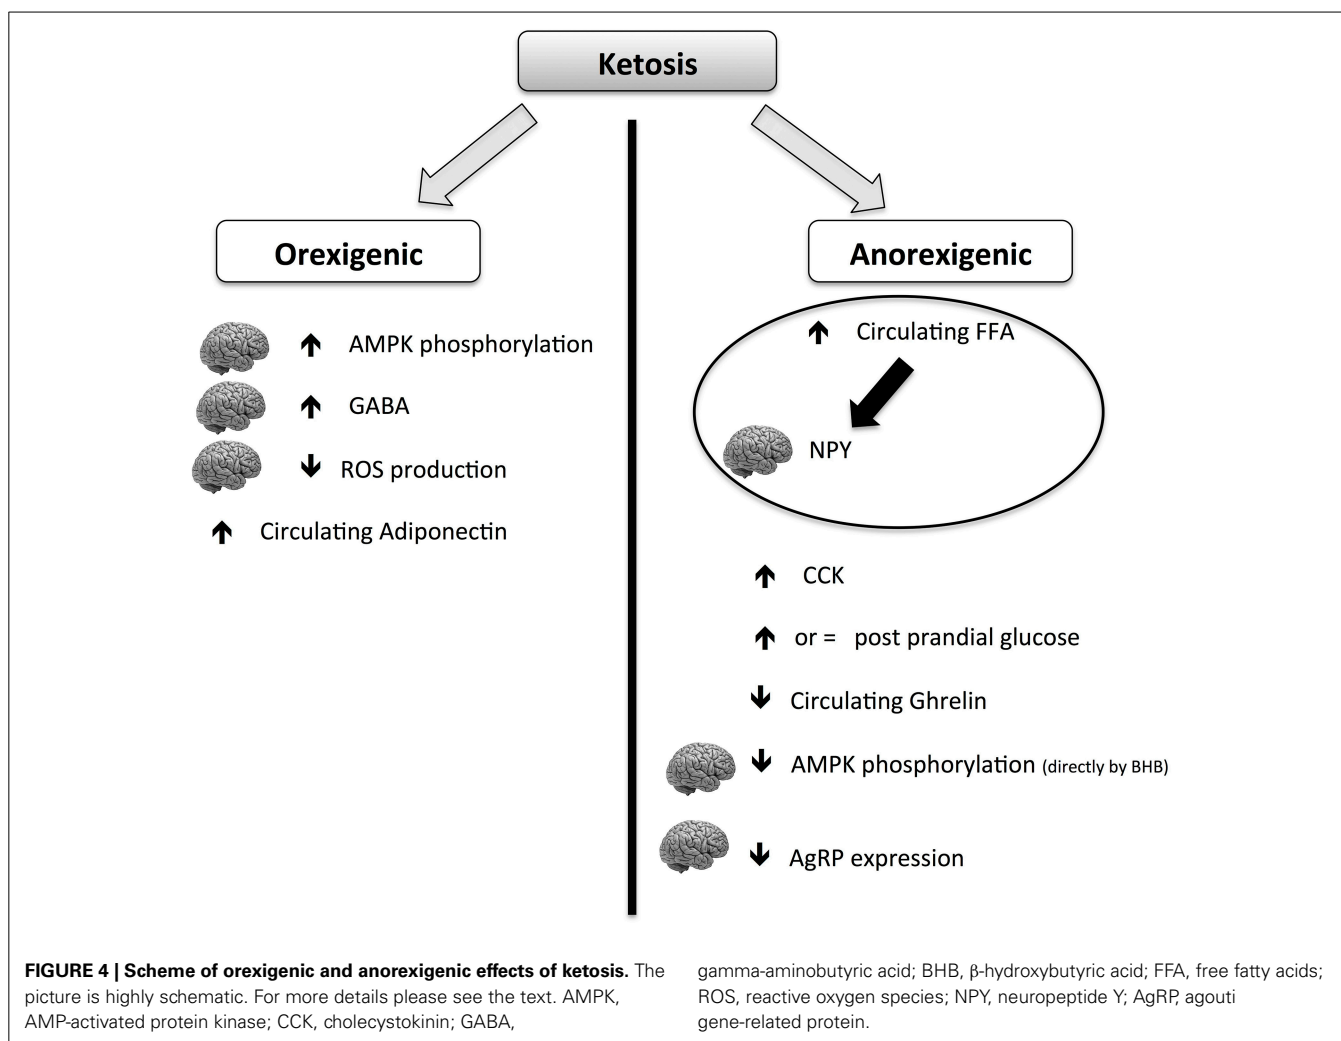 Ketosis
Orexigenic
AMPK phosphorylation
GABA
ROS production
Circulating Adiponectin
Anorexigenic
Circulating FFA
NPY
CCK
or = post prandial glucose
Circulating Ghrelin
AMPK phosphorylation (directly by BHB)
AgRP expression
FIGURE 4 | Scheme of orexigenic and anorexigenic effects of ketosis. The
picture is highly schematic. For more details please see the text. AMPK,
AMP-activated protein kinase; CCK, cholecystokinin; GABA,
gamma-aminobutyric acid; BHB, β-hydroxybutyric acid; FFA, free fatty acids;
ROS, reactive oxygen species; NPY, neuropeptide Y; AgRP, agouti
gene-related protein.